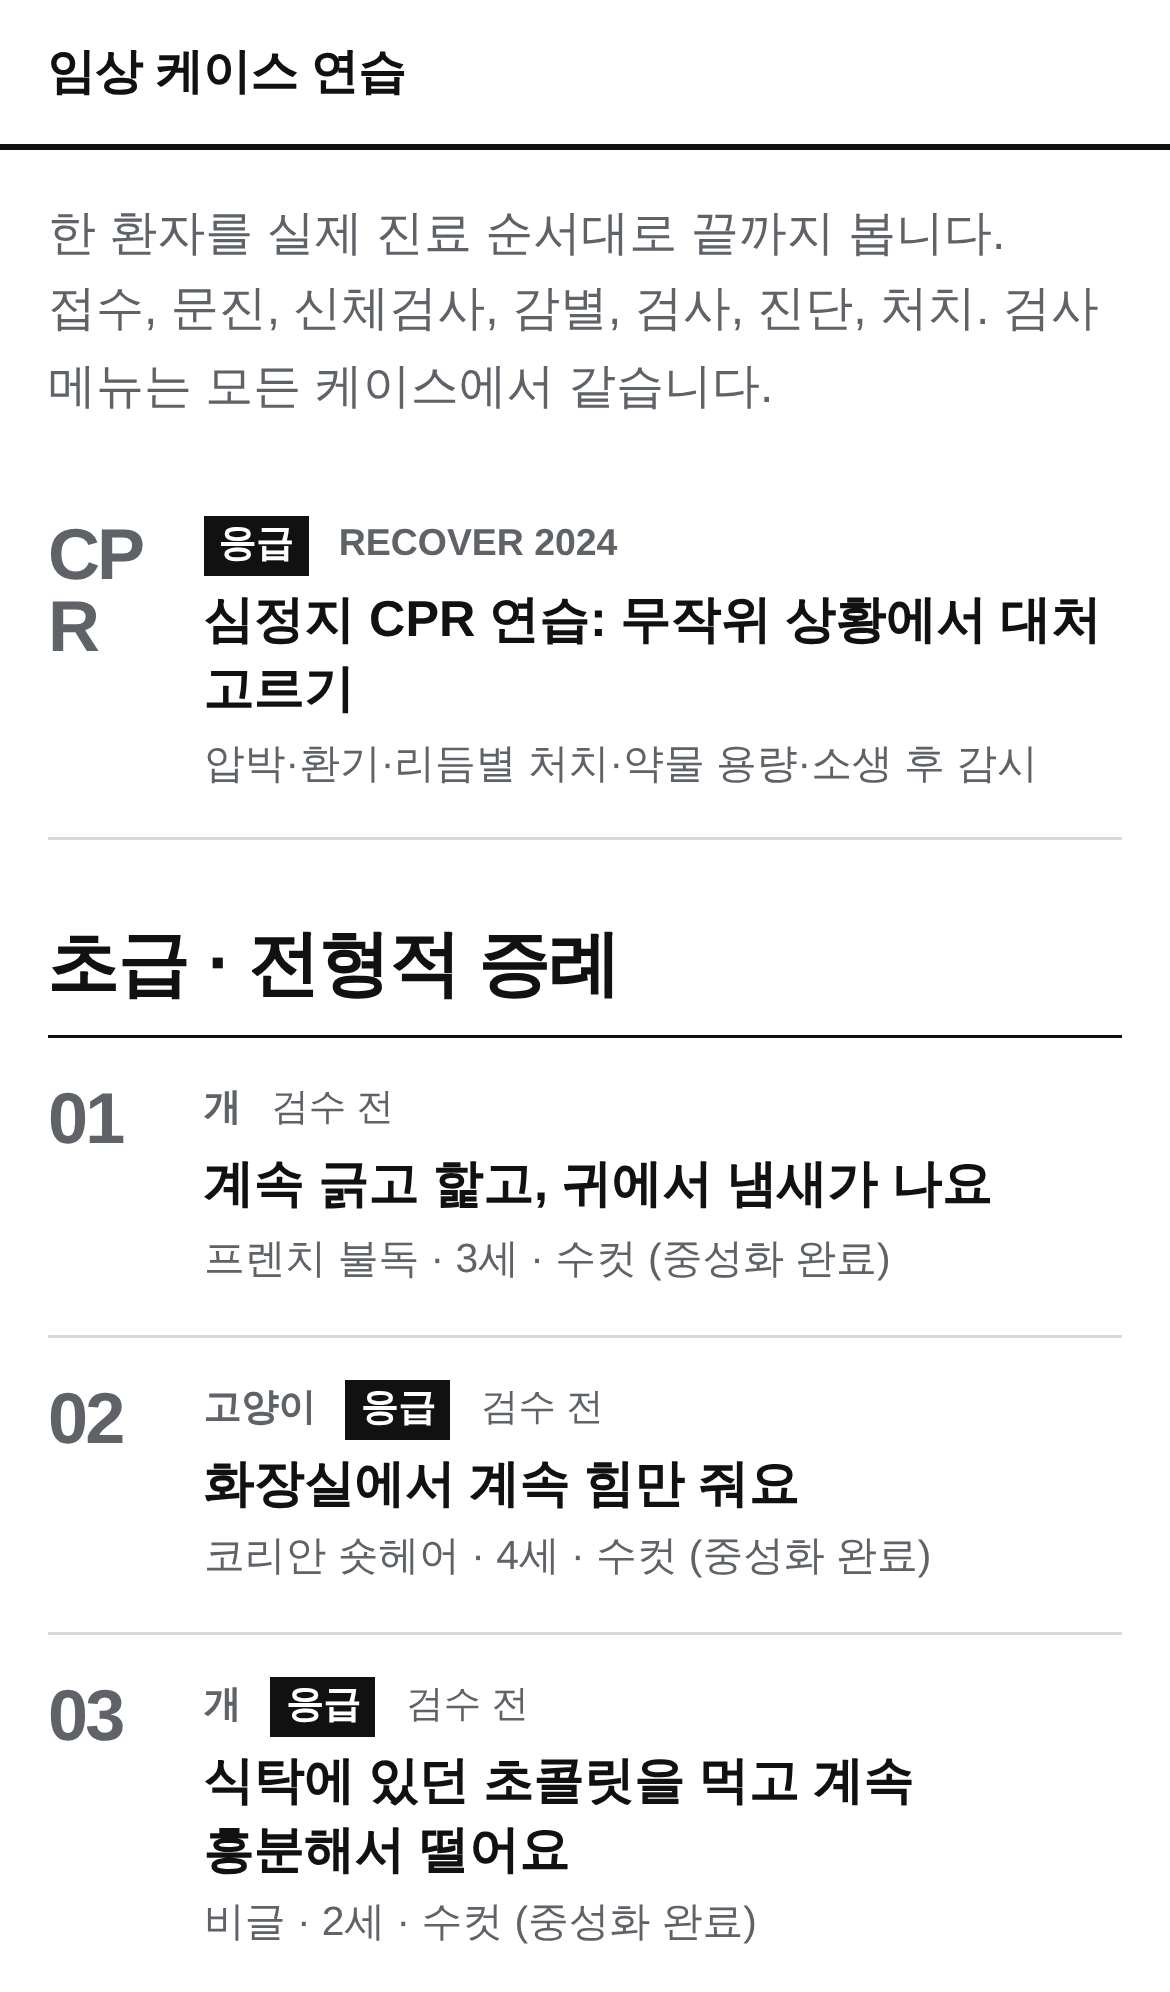 임상 케이스 연습
한 환자를 실제 진료 순서대로 끝까지 봅니다.
접수, 문진, 신체검사, 감별, 검사, 진단, 처치. 검사
메뉴는 모든 케이스에서 같습니다.
CP
R
응급 RECOVER 2024
심정지 CPR 연습: 무작위 상황에서 대처
고르기
압박·환기·리듬별 처치·약물 용량·소생 후 감시
초급 · 전형적 증례
01
개 검수 전
계속 긁고 핥고, 귀에서 냄새가 나요
프렌치 불독 · 3세 · 수컷 (중성화 완료)
02
고양이 응급 검수 전
화장실에서 계속 힘만 줘요
코리안 숏헤어 · 4세 · 수컷 (중성화 완료)
03
개 응급 검수 전
식탁에 있던 초콜릿을 먹고 계속
흥분해서 떨어요
비글 · 2세 · 수컷 (중성화 완료)